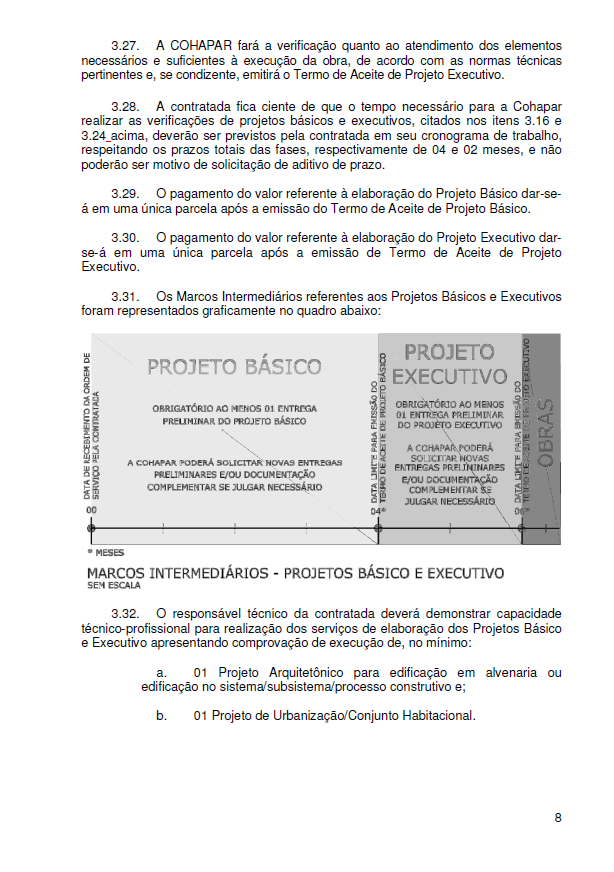 3.27. A COHAPAR fará a verificação quanto ao atendimento dos elementos
necessários e suficientes à execução da obra, de acordo com as normas técnicas
pertinentes e, se condizente, emitirá o Termo de Aceite de Projeto Executivo.
3.28. A contratada fica ciente de que o tempo necessário para a Cohapar
realizar as verificações de projetos básicos e executivos, citados nos itens 3.16 e
3.24 acima, deverão ser previstos pela contratada em seu cronograma de trabalho,
respeitando os prazos totais das fases, respectivamente de 04 e 02 meses, e não
poderão ser motivo de solicitação de aditivo de prazo.
3.29. O pagamento do valor referente à elaboração do Projeto Básico dar-se-
á em uma única parcela após a emissão do Termo de Aceite de Projeto Básico.
3.30. O pagamento do valor referente à elaboração do Projeto Executivo dar-
se-á em uma única parcela após a emissão de Termo de Aceite de Projeto
Executivo.
3.31. Os Marcos Intermediários referentes aos Projetos Básicos e Executivos
foram representados graficamente no quadro abaixo:
DATA DE RECEBIMENTO DA ORDEM DE
SERVIÇO PELA CONTRATADA
00
PROJETO BÁSICO
OBRIGATÓRIO AO MENOS 01 ENTREGA
PRELIMINAR DO PROJETO BÁSICO
A COHAPAR PODERÁ SOLICITAR NOVAS ENTREGAS
PRELIMINARES E/OU DOCUMENTAÇÃO
COMPLEMENTAR SE JULGAR NECESSÁRIO
DATA LIMITE PARA EMISSÃO DO
TERMO DE ACEITE DE PROJETO BÁSICO
04*
PROJETO
EXECUTIVO
OBRIGATÓRIO AO MENOS
01 ENTREGA PRELIMINAR
DO PROJETO EXECUTIVO
A COHAPAR PODERÁ
SOLICITAR NOVAS
ENTREGAS PRELIMINARES
E/OU DOCUMENTAÇÃO
COMPLEMENTAR SE
JULGAR NECESSÁRIO
DATA LIMITE PARA EMISSÃO DO
TERMO DE ACEITE DE PROJETO EXECUTIVO
06*
OBRAS
* MESES
MARCOS INTERMEDIÁRIOS - PROJETOS BÁSICO E EXECUTIVO
SEM ESCALA
3.32. O responsável técnico da contratada deverá demonstrar capacidade
técnico-profissional para realização dos serviços de elaboração dos Projetos Básico
e Executivo apresentando comprovação de execução de, no mínimo:
a. 01 Projeto Arquitetônico para edificação em alvenaria ou
edificação no sistema/subsistema/processo construtivo e;
b. 01 Projeto de Urbanização/Conjunto Habitacional.
8